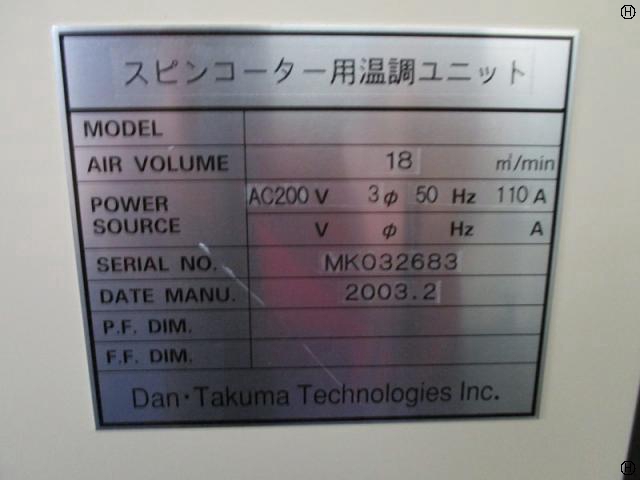 スピンコーター用温調ユニット
MODEL
AIR VOLUME 18 m³/min
POWER SOURCE AC200 V 3φ 50 Hz 110 A
V φ Hz A
SERIAL NO. MK032683
DATE MANU. 2003.2
P.F. DIM.
F.F. DIM.
Dan・Takuma Technologies Inc.
H
H